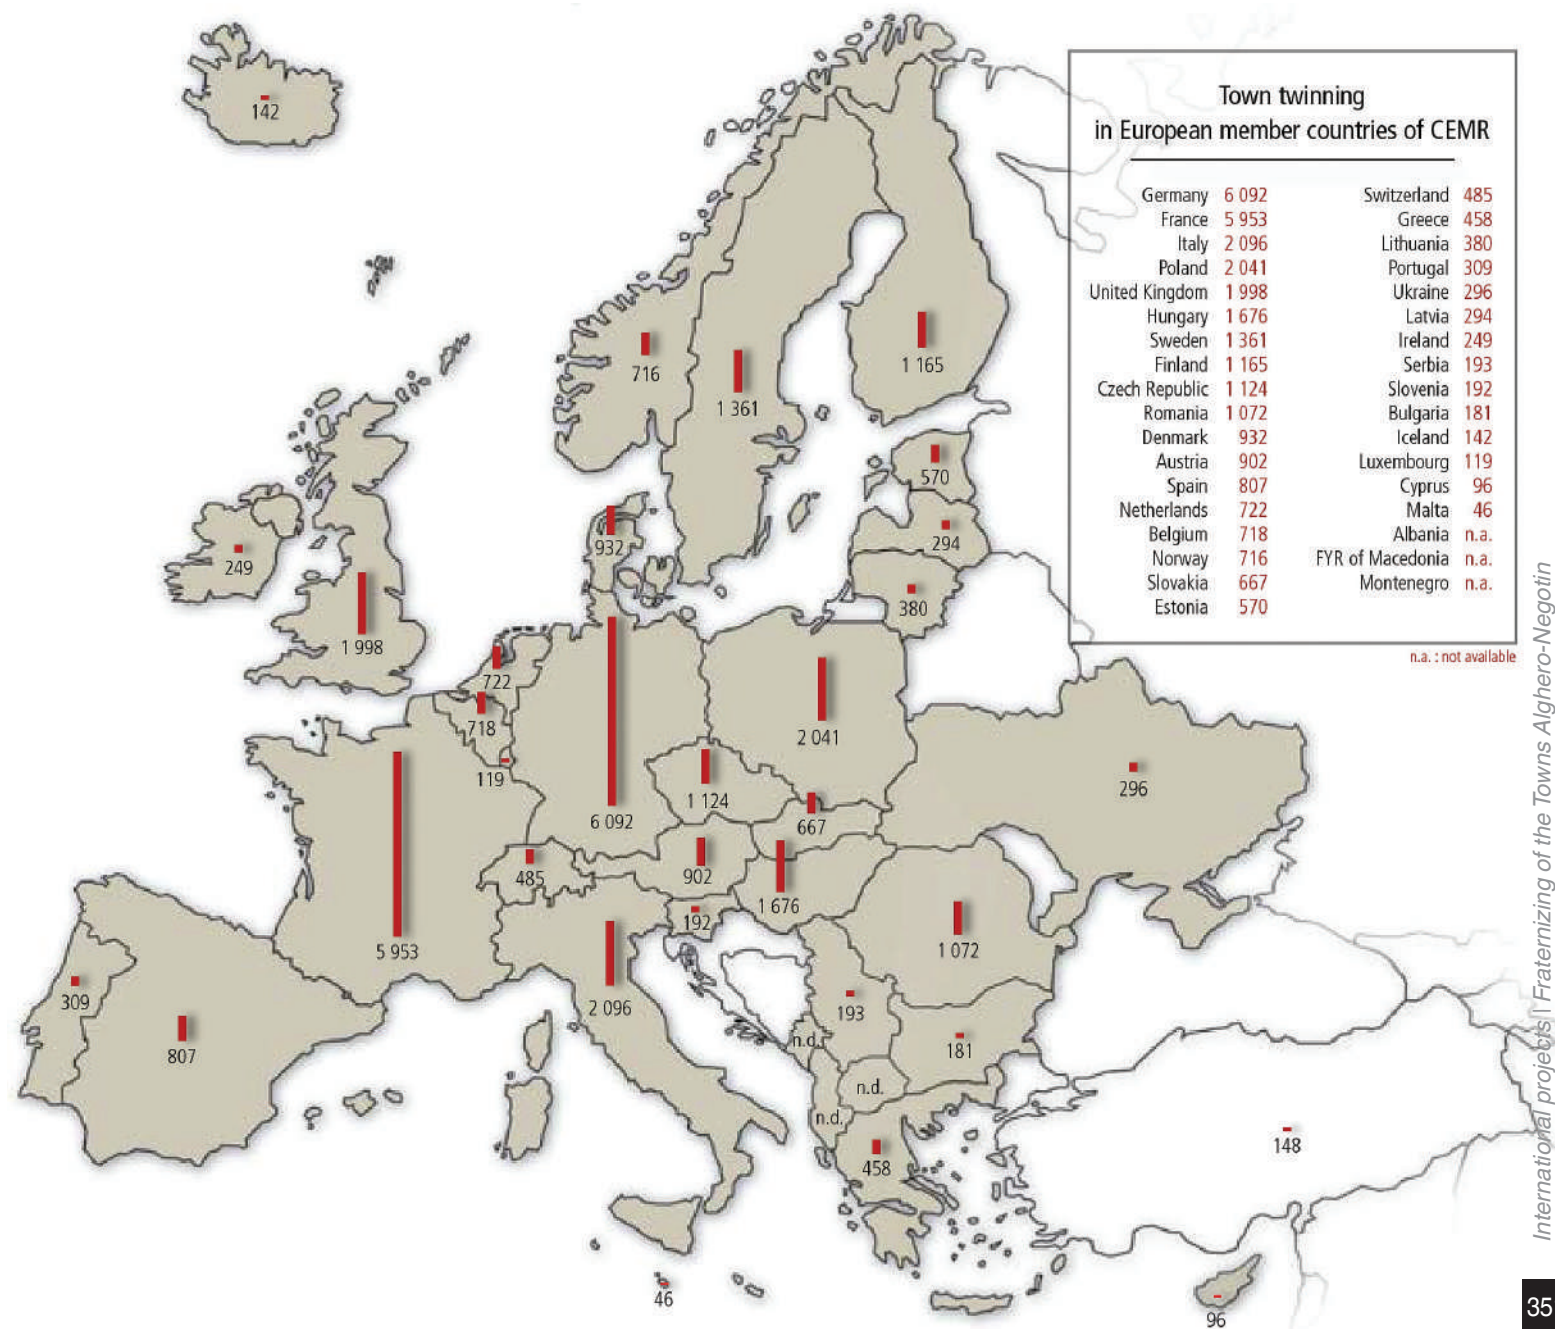 Town twinning
in European member countries of CEMR
Germany 6 092
France 5 953
Italy 2 096
Poland 2 041
United Kingdom 1 998
Hungary 1 676
Sweden 1 361
Finland 1 165
Czech Republic 1 124
Romania 1 072
Denmark 932
Austria 902
Spain 807
Netherlands 722
Belgium 718
Norway 716
Slovakia 667
Estonia 570
Switzerland 485
Greece 458
Lithuania 380
Portugal 309
Ukraine 296
Latvia 294
Ireland 249
Serbia 193
Slovenia 192
Bulgaria 181
Iceland 142
Luxembourg 119
Cyprus 96
Malta 46
Albania n.a.
FYR of Macedonia n.a.
Montenegro n.a.
n.a. : not available
142
716
1 361
1 165
570
932
294
249
380
1 998
722
718
2 041
119
296
1 124
6 092
667
485
902
1 676
192
5 953
1 072
309
2 096
193
n.d.
181
807
n.d.
n.d.
148
458
46
96
International projects | Fraternizing of the Towns Alghero-Negotin
35